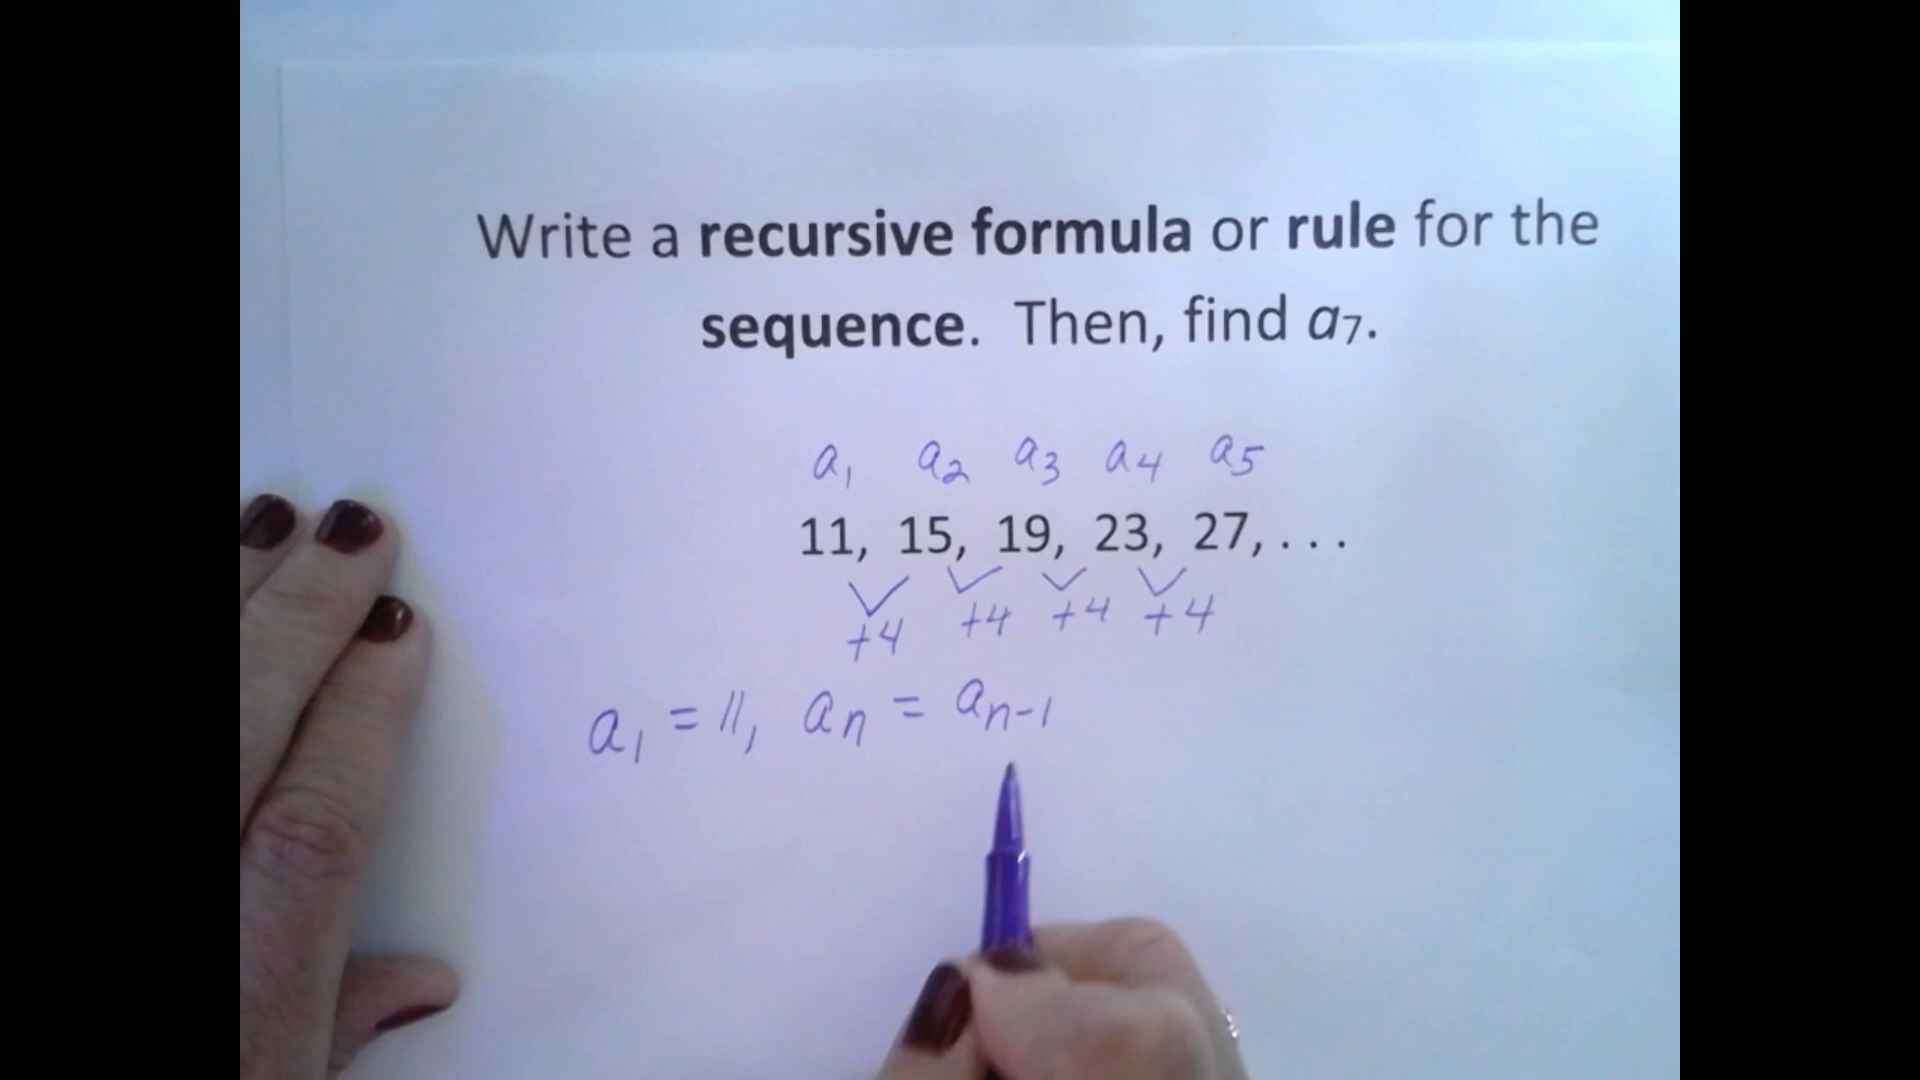 Write a recursive formula or rule for the
sequence. Then, find a₇.
a₁ a₂ a₃ a₄ a₅
11, 15, 19, 23, 27, . . .
+4 +4 +4 +4
a₁ = 11, aₙ = aₙ₋₁